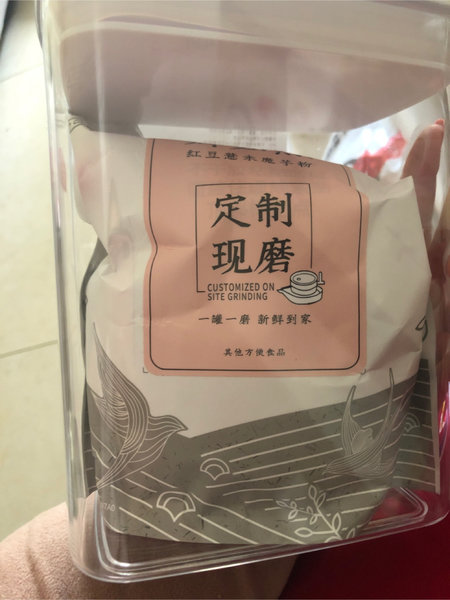 红豆薏米魔芋粉
定制
现磨
CUSTOMIZED ON
SITE GRINDING
一罐一磨 新鲜到家
其他方便食品